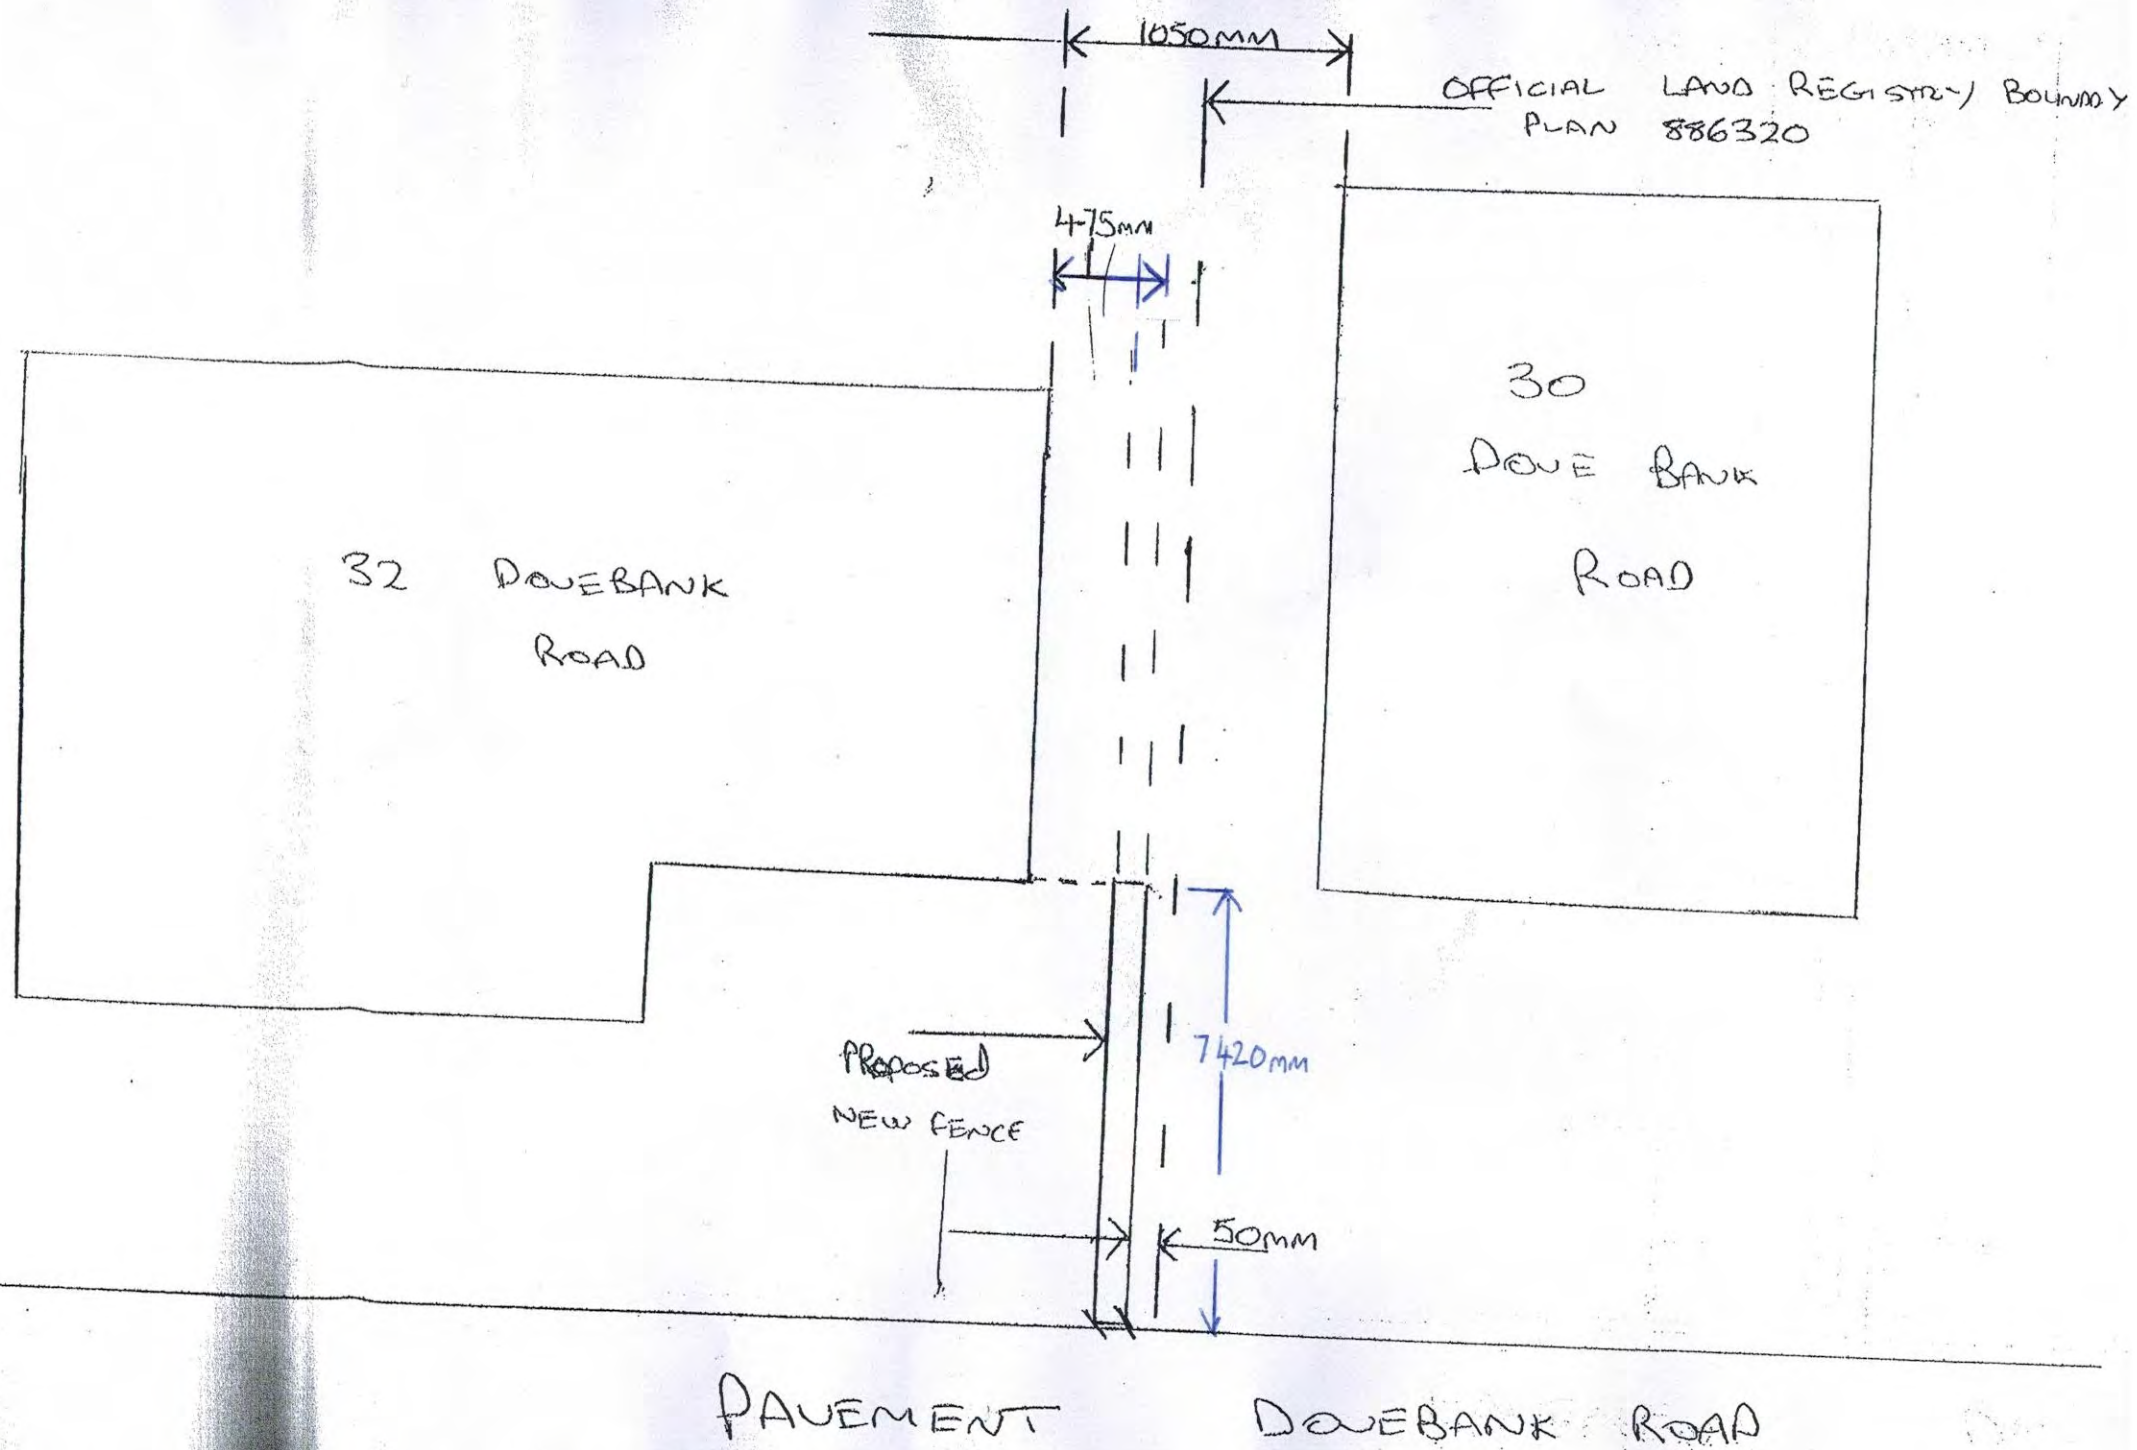 1050MM
OFFICIAL LAND REGISTRY BOUNDRY
PLAN 886320
475MM
30
DOVE BANK
ROAD
32 DOVEBANK
ROAD
PROPOSED
NEW FENCE
7420MM
50MM
PAVEMENT DOVEBANK ROAD